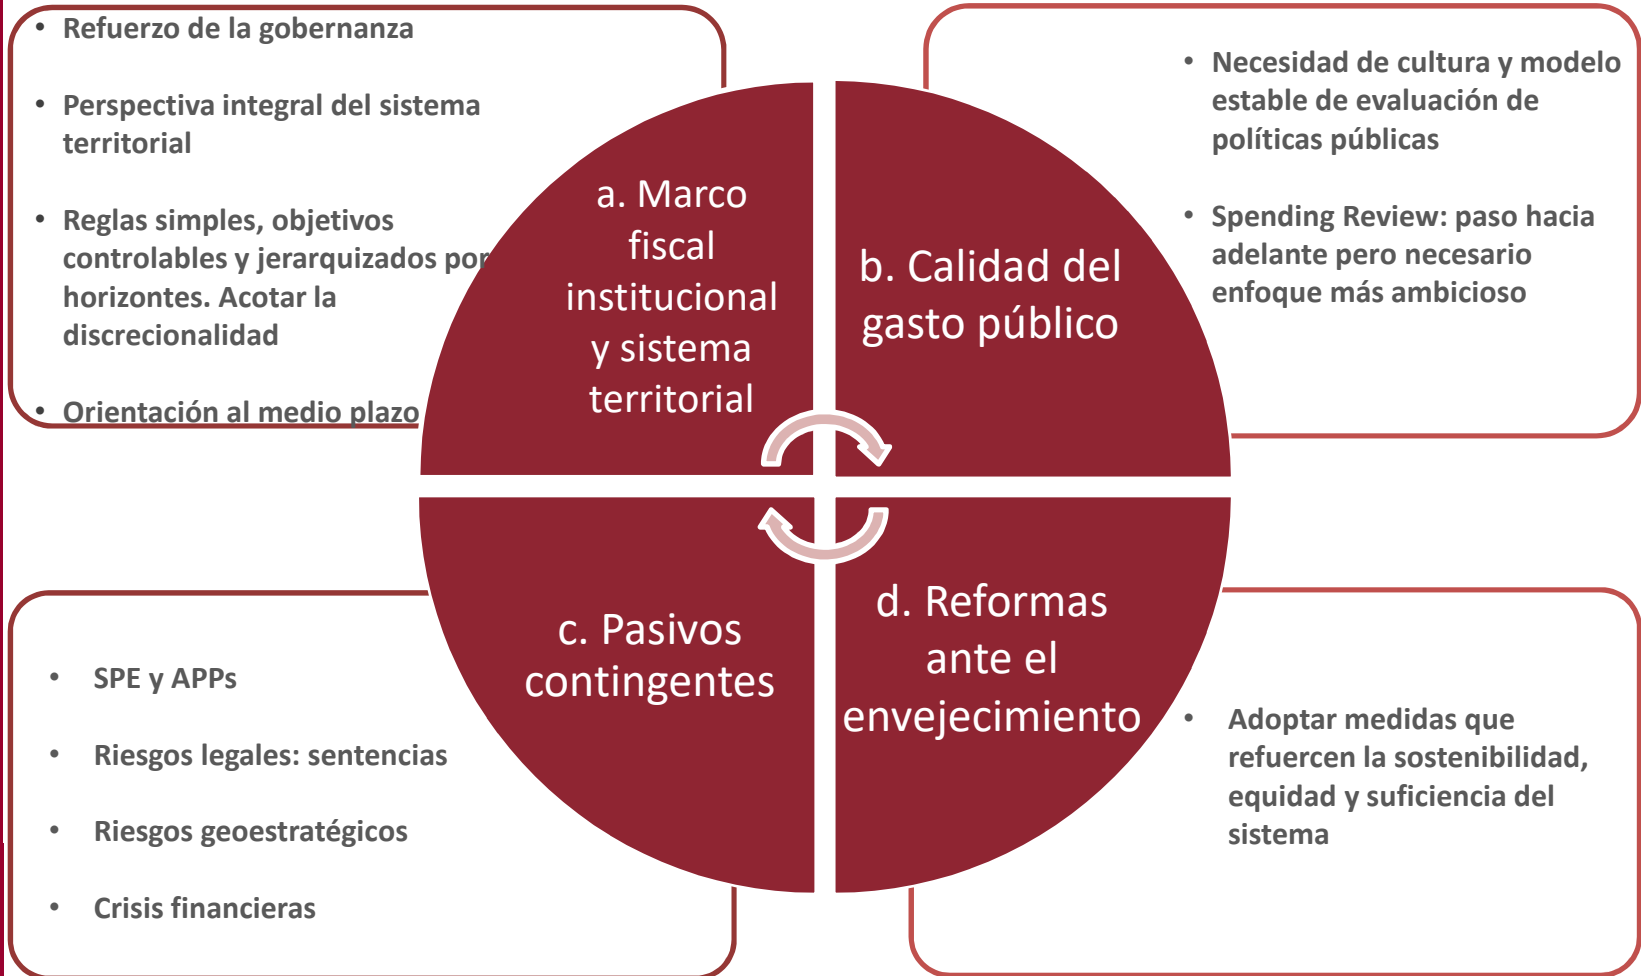 • Refuerzo de la gobernanza
• Perspectiva integral del sistema
territorial
• Reglas simples, objetivos
controlables y jerarquizados por
horizontes. Acotar la
discrecionalidad
• Orientación al medio plazo
a. Marco
fiscal
institucional
y sistema
territorial
b. Calidad del
gasto público
• Necesidad de cultura y modelo
estable de evaluación de
políticas públicas
• Spending Review: paso hacia
adelante pero necesario
enfoque más ambicioso
• SPE y APPs
• Riesgos legales: sentencias
• Riesgos geoestratégicos
• Crisis financieras
c. Pasivos
contingentes
d. Reformas
ante el
envejecimiento
• Adoptar medidas que
refuercen la sostenibilidad,
equidad y suficiencia del
sistema